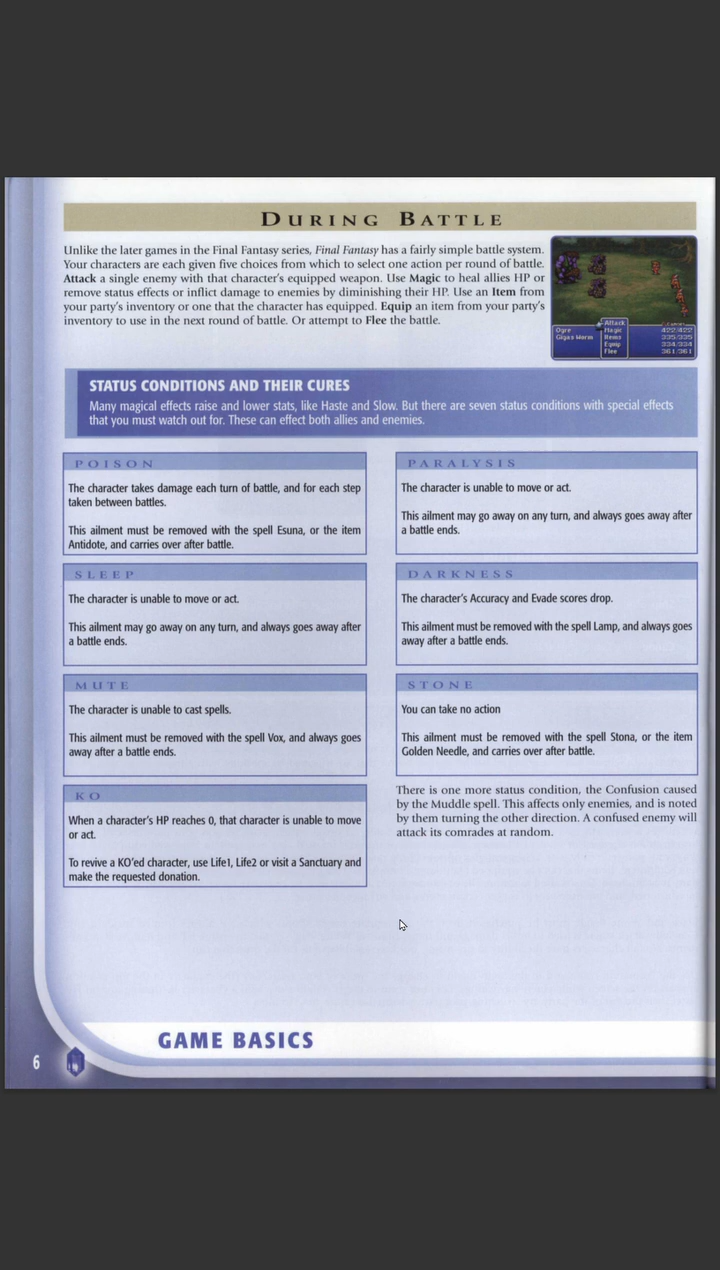 DURING BATTLE
Unlike the later games in the Final Fantasy series, Final Fantasy has a fairly simple battle system.
Your characters are each given five choices from which to select one action per round of battle.
Attack a single enemy with that character's equipped weapon. Use Magic to heal allies HP or
remove status effects or inflict damage to enemies by diminishing their HP. Use an Item from
your party's inventory or one that the character has equipped. Equip an item from your party's
inventory to use in the next round of battle. Or attempt to Flee the battle.
Ogre
Gigas Worm
Attack
Magic
Items
Equip
Flee
422/422
335/335
334/334
361/361
STATUS CONDITIONS AND THEIR CURES
Many magical effects raise and lower stats, like Haste and Slow. But there are seven status conditions with special effects
that you must watch out for. These can effect both allies and enemies.
POISON
The character takes damage each turn of battle, and for each step
taken between battles.
This ailment must be removed with the spell Esuna, or the item
Antidote, and carries over after battle.
PARALYSIS
The character is unable to move or act.
This ailment may go away on any turn, and always goes away after
a battle ends.
SLEEP
The character is unable to move or act.
This ailment may go away on any turn, and always goes away after
a battle ends.
DARKNESS
The character's Accuracy and Evade scores drop.
This ailment must be removed with the spell Lamp, and always goes
away after a battle ends.
MUTE
The character is unable to cast spells.
This ailment must be removed with the spell Vox, and always goes
away after a battle ends.
STONE
You can take no action
This ailment must be removed with the spell Stona, or the item
Golden Needle, and carries over after battle.
KO
When a character's HP reaches 0, that character is unable to move
or act.
To revive a KO'ed character, use Life1, Life2 or visit a Sanctuary and
make the requested donation.
There is one more status condition, the Confusion caused
by the Muddle spell. This affects only enemies, and is noted
by them turning the other direction. A confused enemy will
attack its comrades at random.
GAME BASICS
6